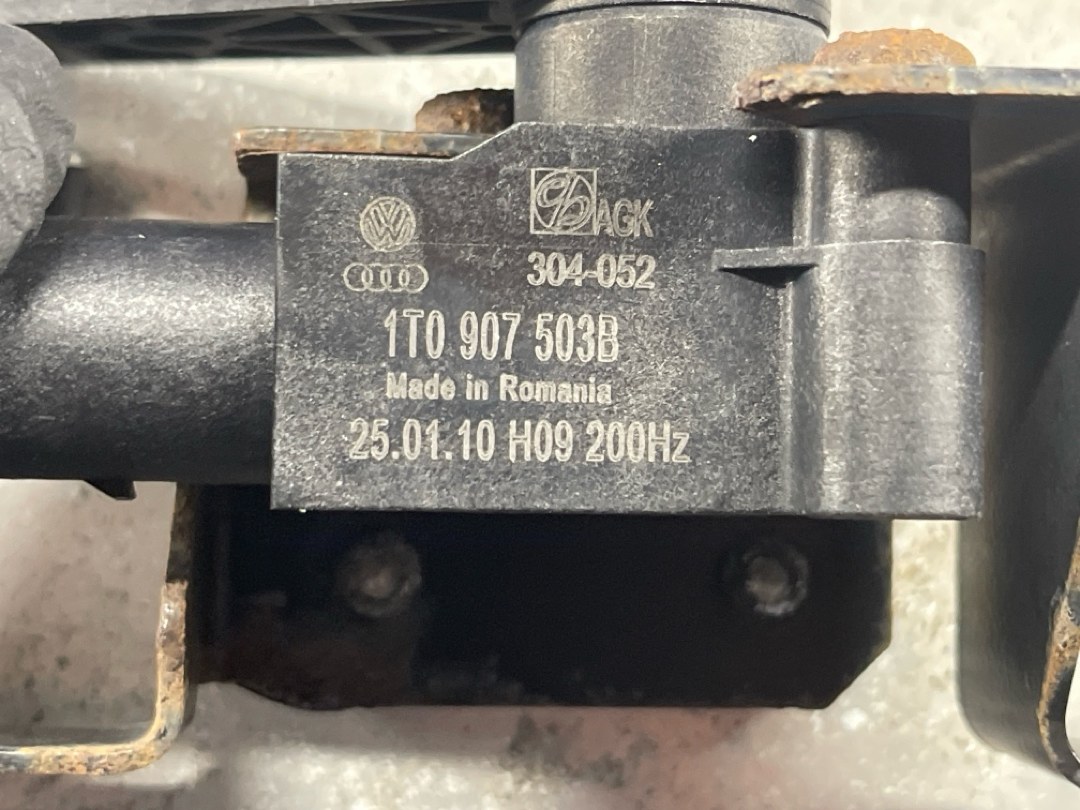 AGK
304-052
1T0 907 503B
Made in Romania
25.01.10 H09 200Hz